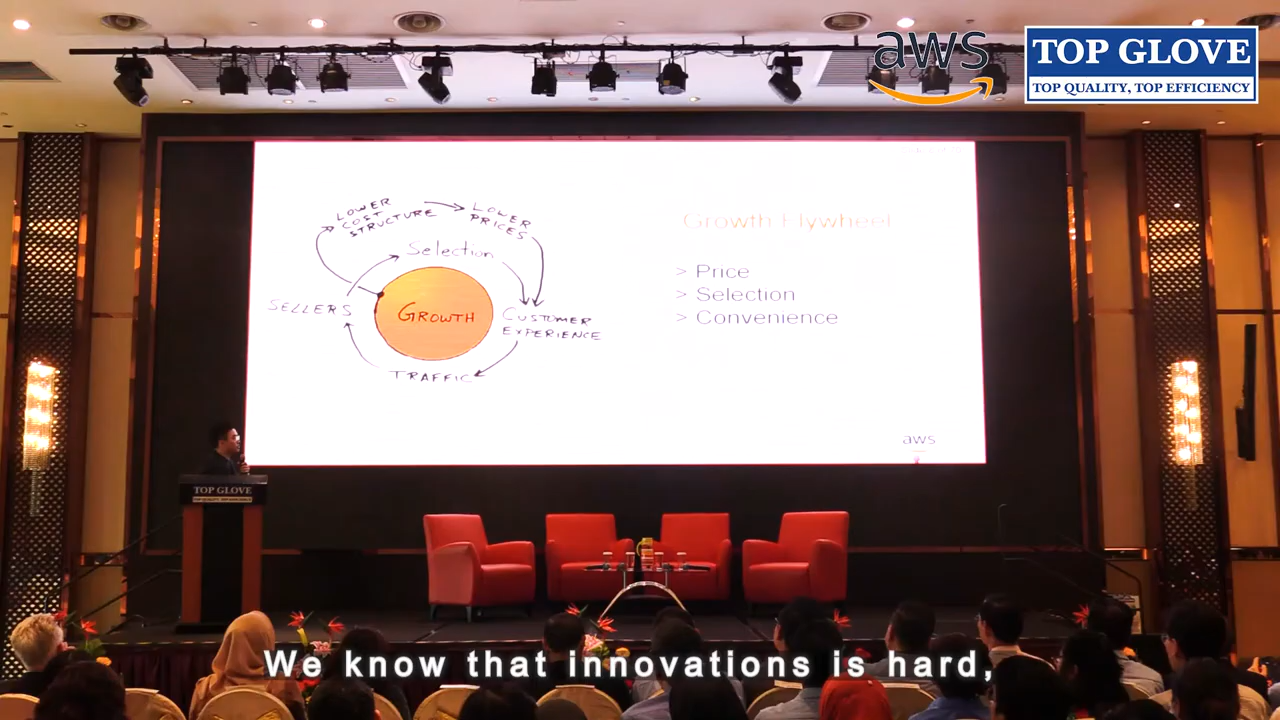 aws
TOP GLOVE
TOP QUALITY, TOP EFFICIENCY
LOWER
COST
STRUCTURE
LOWER
PRICES
Selection
SELLERS
GROWTH
CUSTOMER
EXPERIENCE
TRAFFIC
Growth Flywheel
> Price
> Selection
> Convenience
aws
TOP GLOVE
We know that innovations is hard,